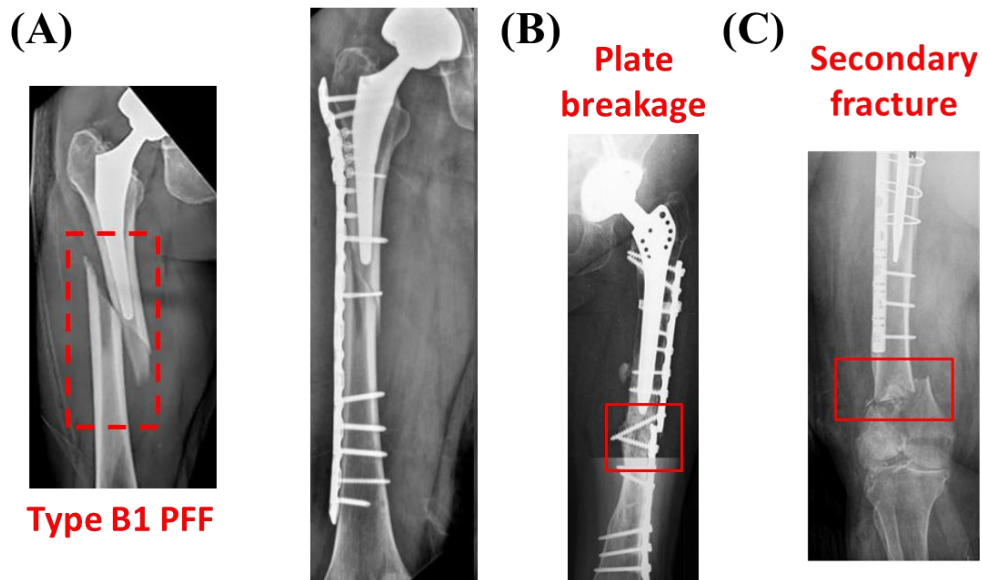 (A)
Type B1 PFF
(B)
Plate
breakage
(C)
Secondary
fracture